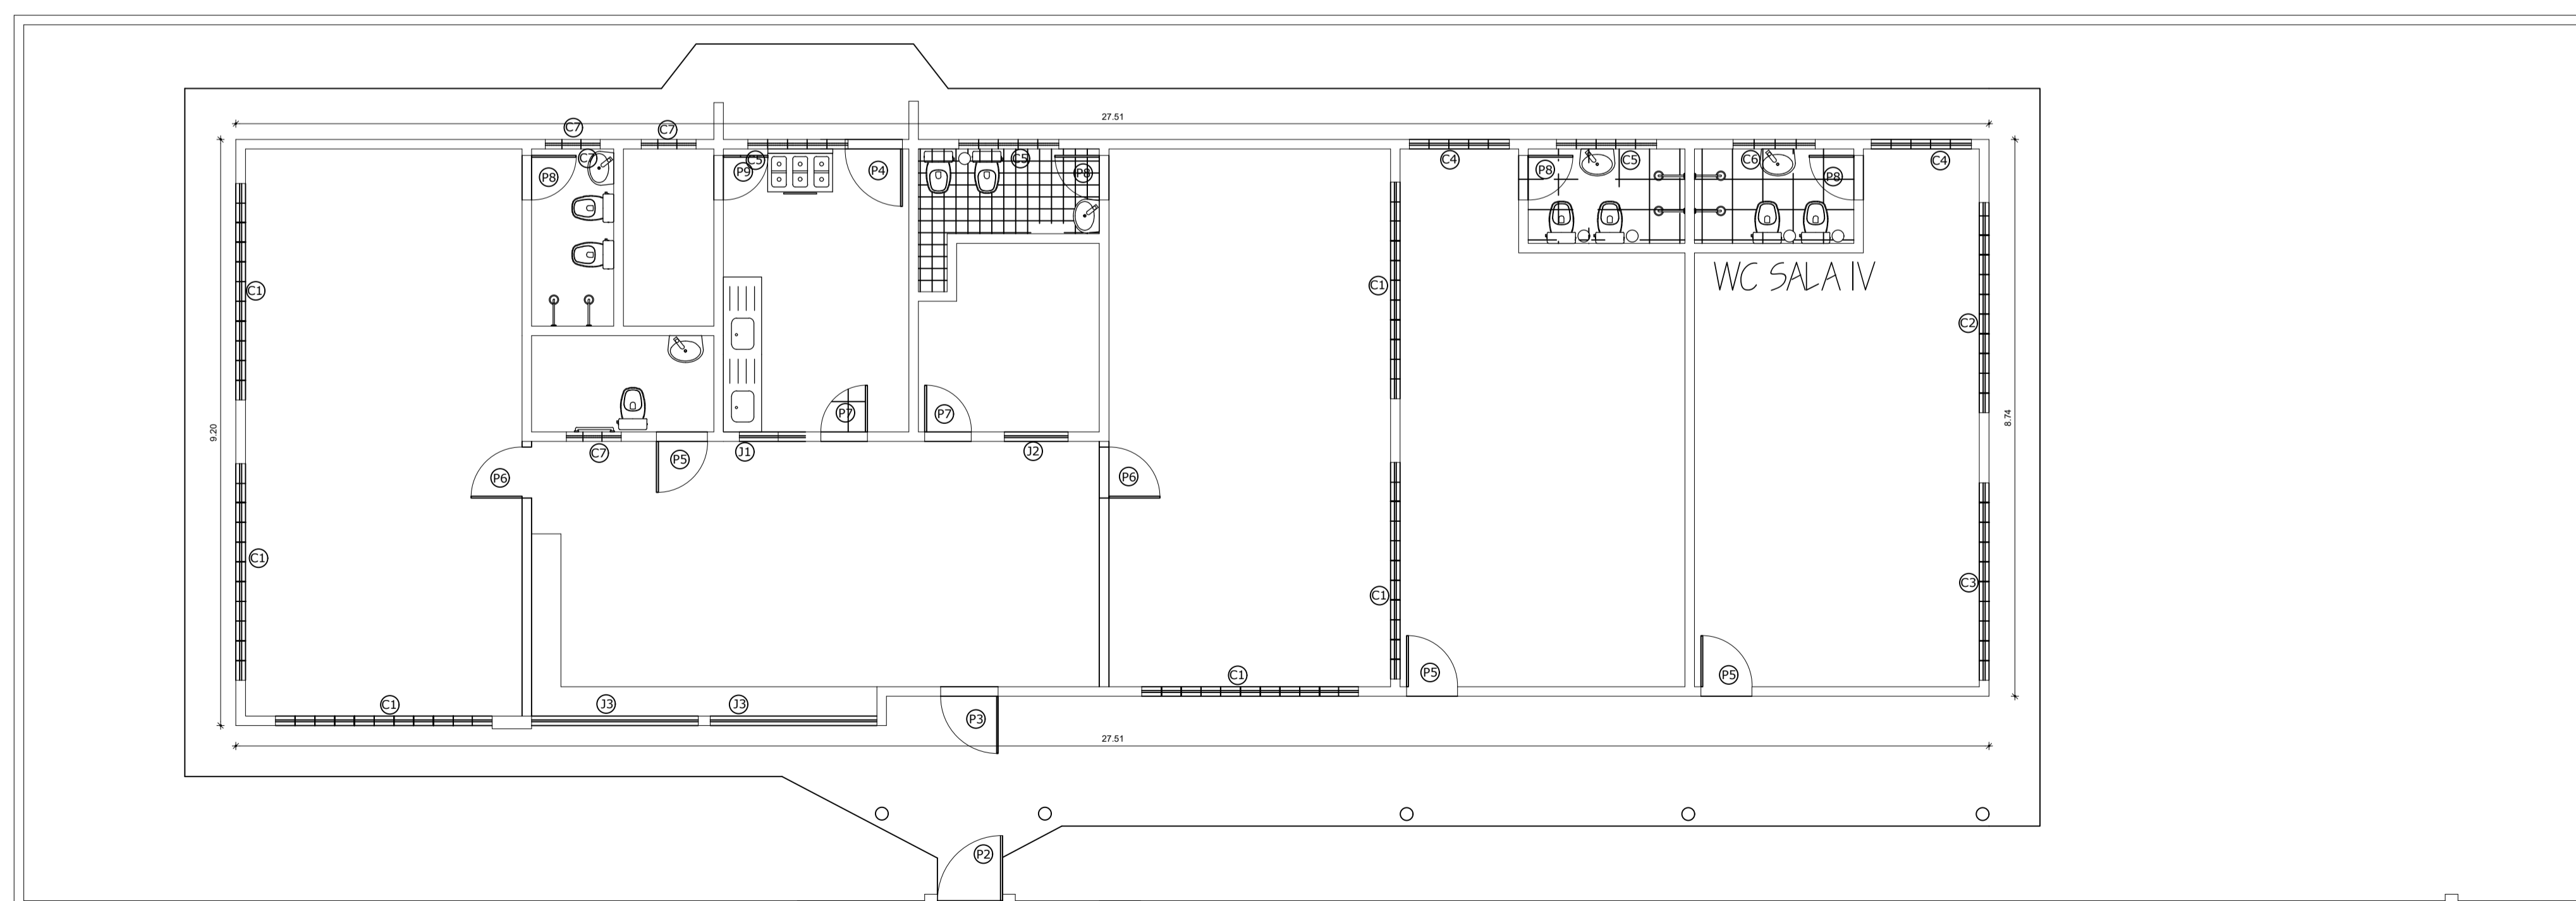 27.51
C7 C7
C7 C5 C5 C4 C5 C6 C4
P8 P9 P4 P8 P8 P8
WC SALA IV
C1 C1 C2
9.20 8.74
P7 P7
C7 P5 J1 J2
P6 P6
C1 C1 C3
P5 P5
C1 J3 J3 C1
P3
27.51
P2